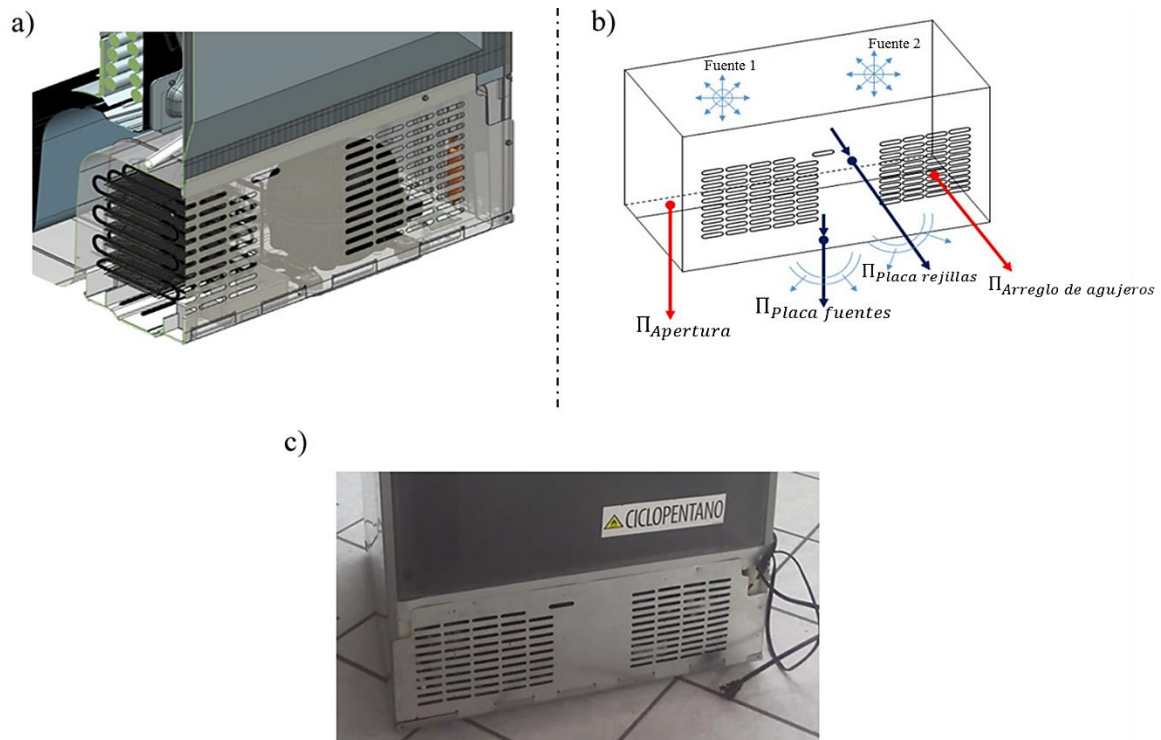 a)
b)
Fuente 1
Fuente 2
Π_Placa rejillas
Π_Arreglo de agujeros
Π_Placa fuentes
Π_Apertura
c)
CICLOPENTANO